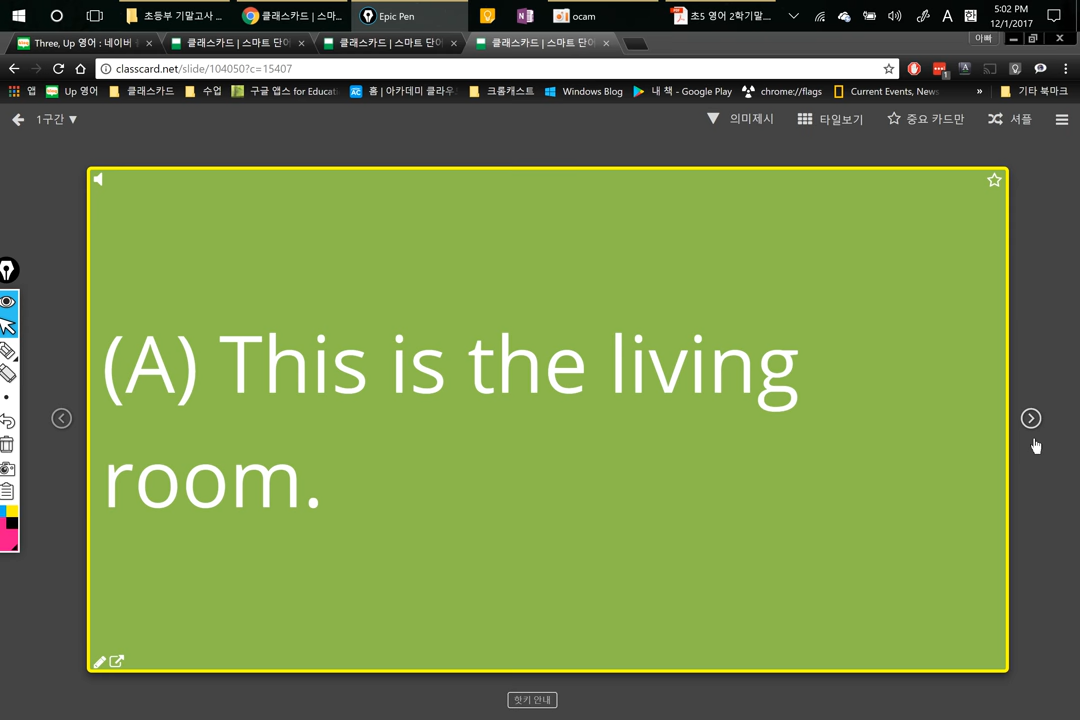 초등부 기말고사 ...
클래스카드 | 스마...
Epic Pen
ocam
초5 영어 2학기말...
A
한
5:02 PM
12/1/2017
Three, Up 영어 : 네이버
클래스카드 | 스마트 단어
클래스카드 | 스마트 단어
클래스카드 | 스마트 단어
아빠
classcard.net/slide/104050?c=15407
앱
Up 영어
클래스카드
수업
구글 앱스 for Educati
홈 | 아카데미 클라우
크롬캐스트
Windows Blog
내 책 - Google Play
chrome://flags
Current Events, News
»
기타 북마크
1구간 ▼
의미제시
타일보기
중요 카드만
셔플
(A) This is the living
room.
핫키 안내